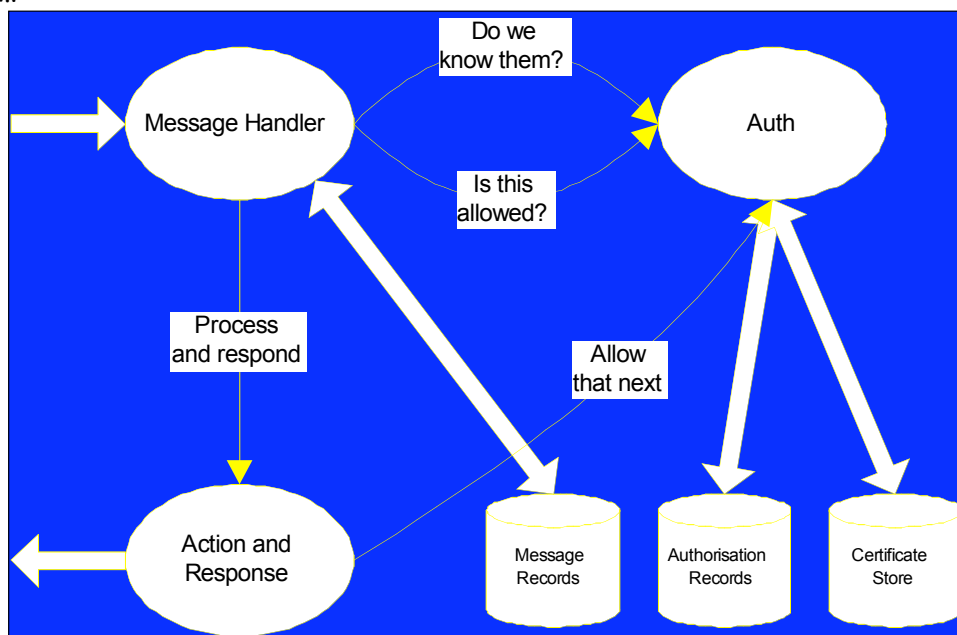 Do we
know them?
Message Handler
Auth
Is this
allowed?
Process
and respond
Allow
that next
Action and
Response
Message
Records
Authorisation
Records
Certificate
Store